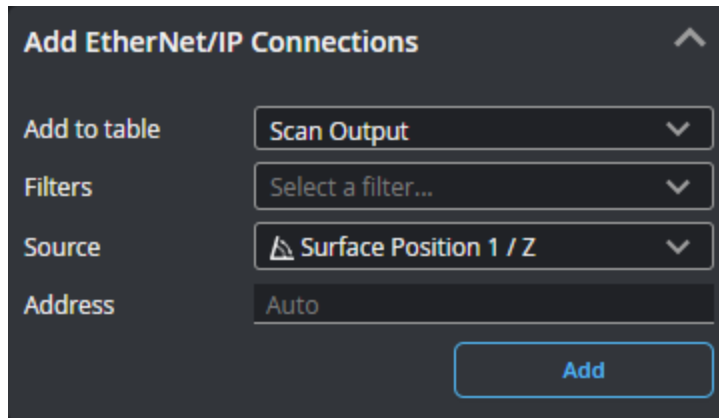 Add EtherNet/IP Connections
Add to table Scan Output
Filters Select a filter...
Source Surface Position 1 / Z
Address Auto
Add